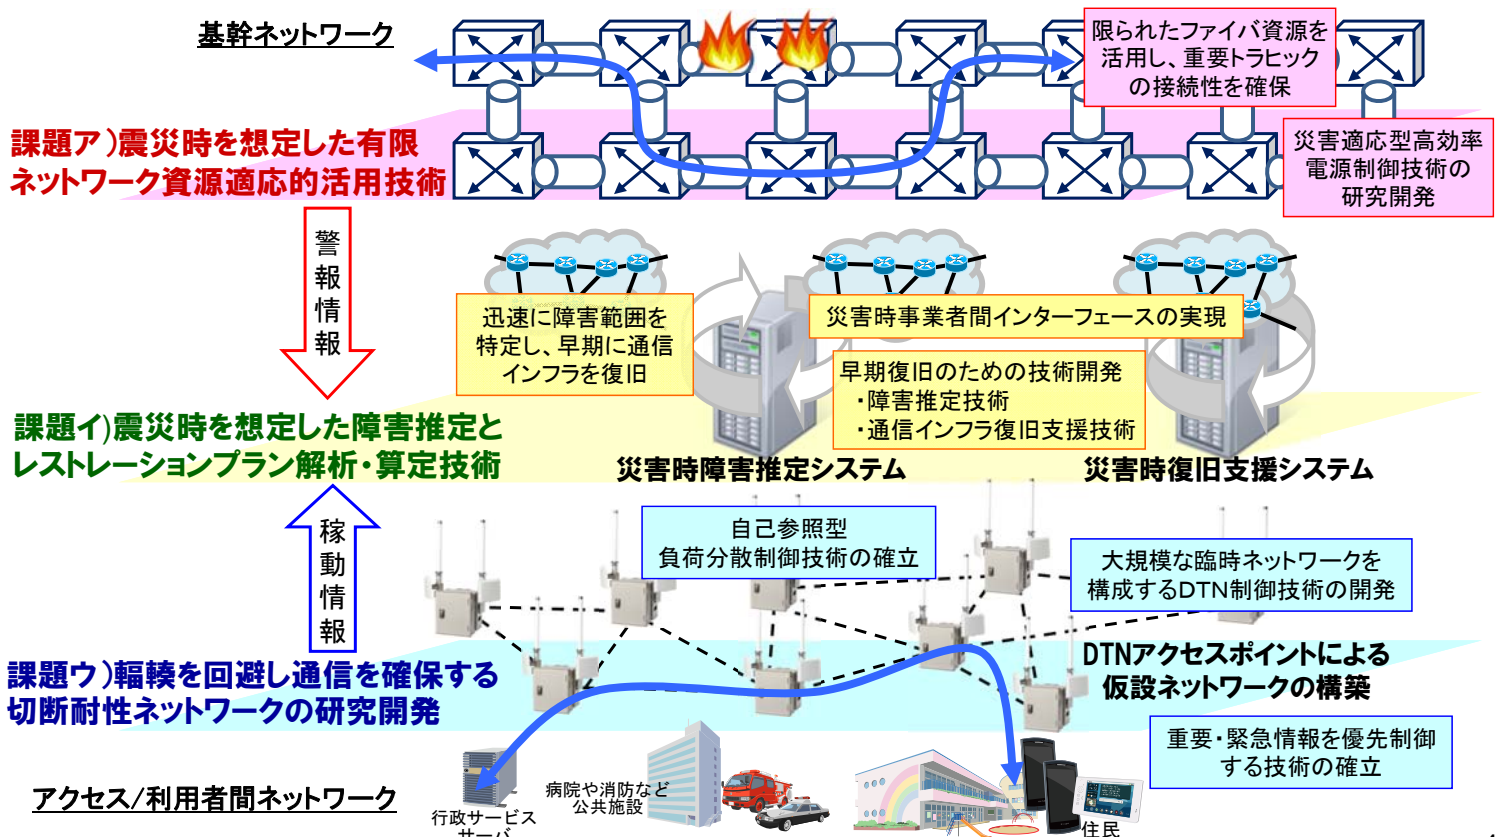 基幹ネットワーク
限られたファイバ資源を
活用し、重要トラヒック
の接続性を確保
課題ア)震災時を想定した有限
ネットワーク資源適応的活用技術
災害適応型高効率
電源制御技術の
研究開発
警報情報
迅速に障害範囲を
特定し、早期に通信
インフラを復旧
災害時事業者間インターフェースの実現
早期復旧のための技術開発
・障害推定技術
・通信インフラ復旧支援技術
課題イ)震災時を想定した障害推定と
レストレーションプラン解析・算定技術
災害時障害推定システム
災害時復旧支援システム
稼動情報
自己参照型
負荷分散制御技術の確立
大規模な臨時ネットワークを
構成するDTN制御技術の開発
課題ウ)輻輳を回避し通信を確保する
切断耐性ネットワークの研究開発
DTNアクセスポイントによる
仮設ネットワークの構築
重要・緊急情報を優先制御
する技術の確立
アクセス/利用者間ネットワーク
行政サービス
サーバ
病院や消防など
公共施設
住民